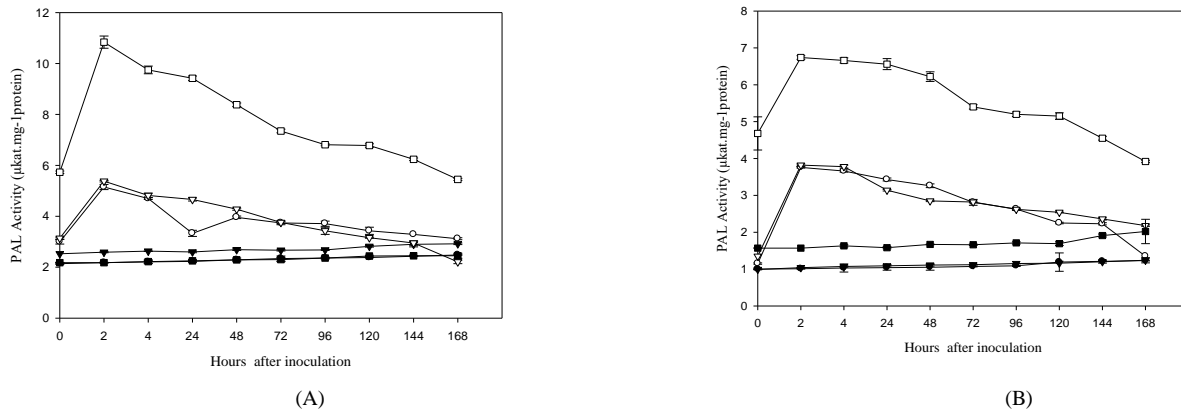 12
10
8
6
4
2
0
PAL Activity (µkat.mg-1protein)
0 2 4 24 48 72 96 120 144 168
Hours after inoculation
(A)
8
7
6
5
4
3
2
1
0
PAL Activity (µkat.mg-1protein)
0 2 4 24 48 72 96 120 144 168
Hours after inoculation
(B)